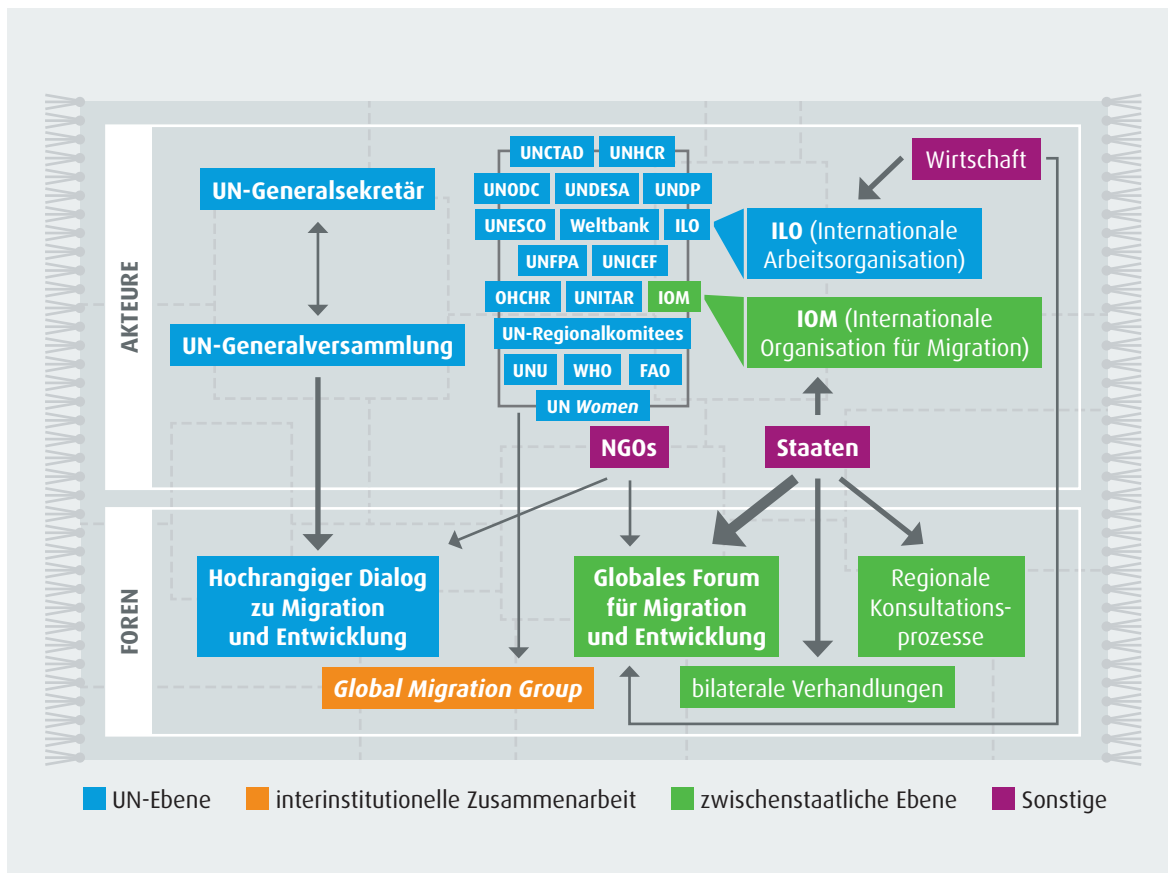 AKTEURE
UN-Generalsekretär
UN-Generalversammlung
UNCTAD
UNHCR
UNODC
UNDESA
UNDP
UNESCO
Weltbank
ILO
UNFPA
UNICEF
OHCHR
UNITAR
IOM
UN-Regionalkomitees
UNU
WHO
FAO
UN Women
Wirtschaft
ILO (Internationale
Arbeitsorganisation)
IOM (Internationale
Organisation für Migration)
NGOs
Staaten
FOREN
Hochrangiger Dialog
zu Migration
und Entwicklung
Global Migration Group
Globales Forum
für Migration
und Entwicklung
Regionale
Konsultations-
prozesse
bilaterale Verhandlungen
UN-Ebene
interinstitutionelle Zusammenarbeit
zwischenstaatliche Ebene
Sonstige